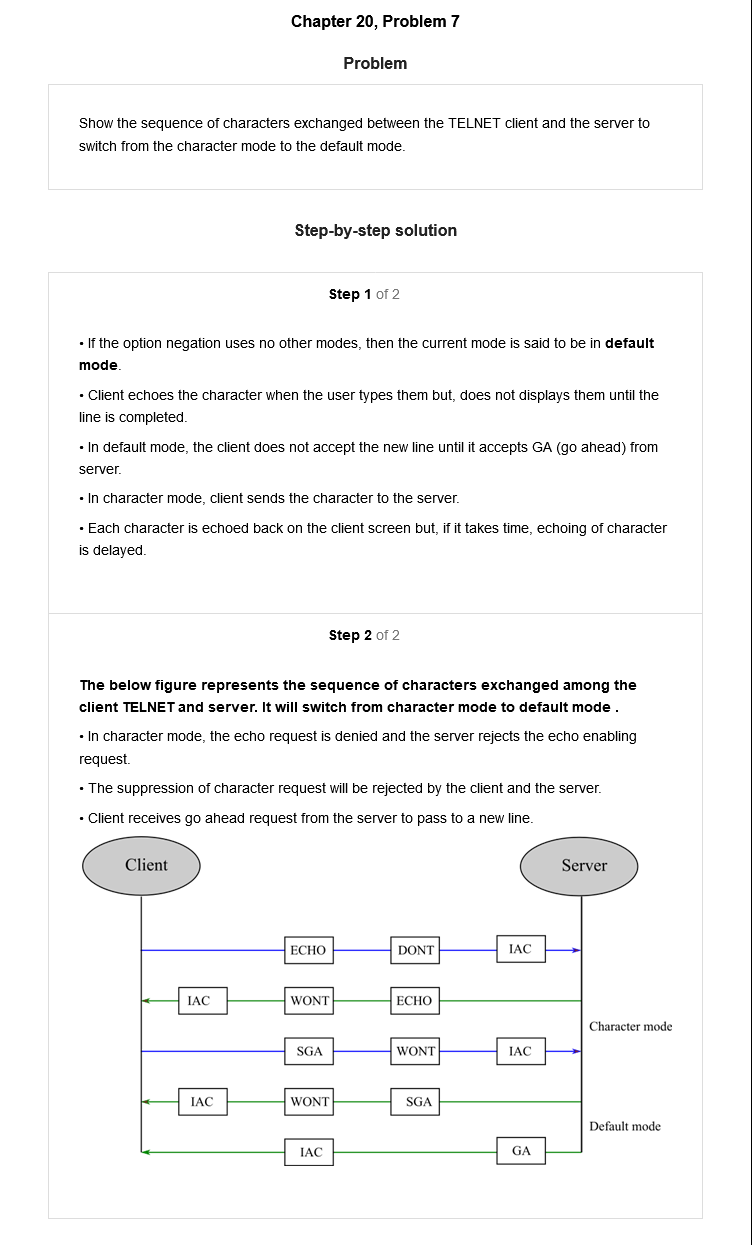 Chapter 20, Problem 7
Problem
Show the sequence of characters exchanged between the TELNET client and the server to
switch from the character mode to the default mode.
Step-by-step solution
Step 1 of 2
• If the option negation uses no other modes, then the current mode is said to be in default
mode.
• Client echoes the character when the user types them but, does not displays them until the
line is completed.
• In default mode, the client does not accept the new line until it accepts GA (go ahead) from
server.
• In character mode, client sends the character to the server.
• Each character is echoed back on the client screen but, if it takes time, echoing of character
is delayed.
Step 2 of 2
The below figure represents the sequence of characters exchanged among the
client TELNET and server. It will switch from character mode to default mode .
• In character mode, the echo request is denied and the server rejects the echo enabling
request.
• The suppression of character request will be rejected by the client and the server.
• Client receives go ahead request from the server to pass to a new line.
Client Server
ECHO DONT IAC
IAC WONT ECHO
Character mode
SGA WONT IAC
IAC WONT SGA
Default mode
IAC GA